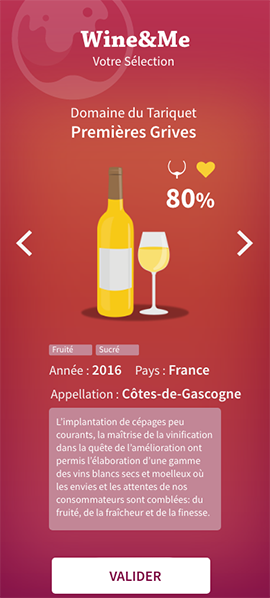 Wine&Me
Votre Sélection
Domaine du Tariquet
Premières Grives
80%
Fruité Sucré
Année : 2016 Pays : France
Appellation : Côtes-de-Gascogne
L'implantation de cépages peu
courants, la maîtrise de la vinification
dans la quête de l'amélioration ont
permis l'élaboration d'une gamme
des vins blancs secs et moelleux où
les envies et les attentes de nos
consommateurs sont comblées: du
fruité, de la fraîcheur et de la finesse.
VALIDER